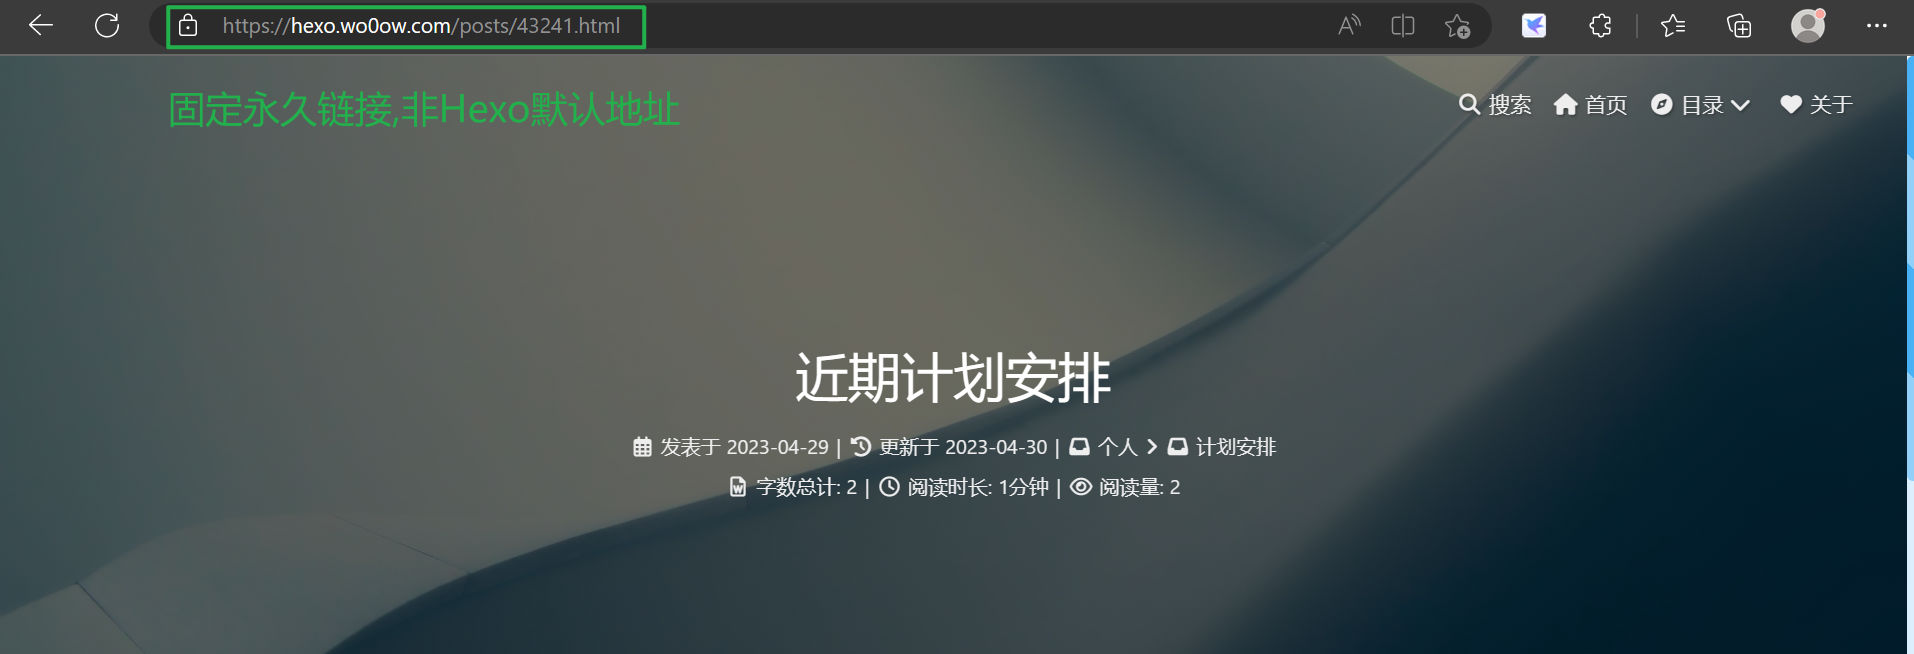 https://hexo.wo0ow.com/posts/43241.html
固定永久链接,非Hexo默认地址
搜索 首页 目录 关于
近期计划安排
发表于 2023-04-29 | 更新于 2023-04-30 | 个人 > 计划安排
字数总计: 2 | 阅读时长: 1分钟 | 阅读量: 2